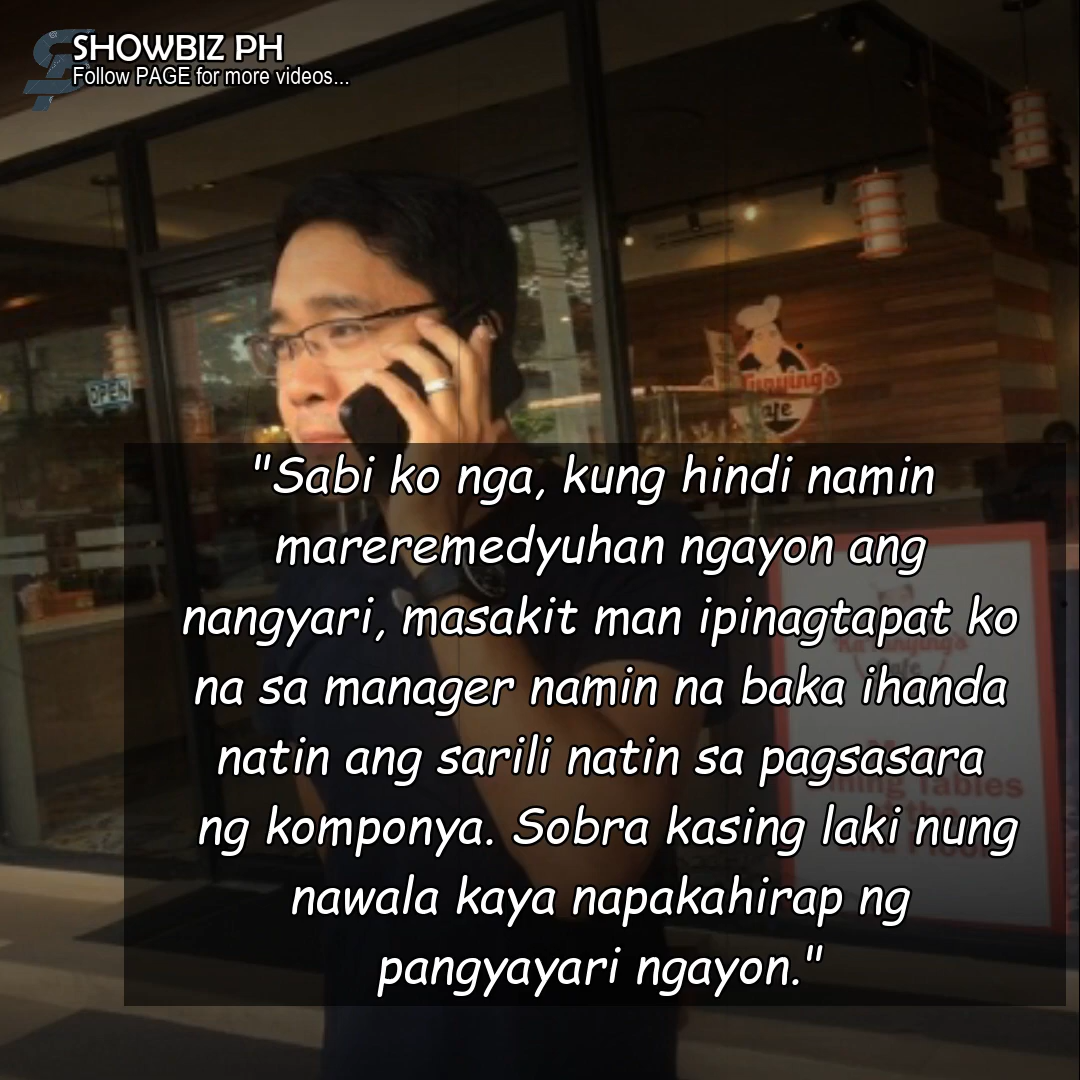 SHOWBIZ PH
Follow PAGE for more videos...
OPEN
Tunying's
Cafe
"Sabi ko nga, kung hindi namin
mareremedyuhan ngayon ang
nangyari, masakit man ipinagtapat ko
na sa manager namin na baka ihanda
natin ang sarili natin sa pagsasara
ng komponya. Sobra kasing laki nung
nawala kaya napakahirap ng
pangyayari ngayon."